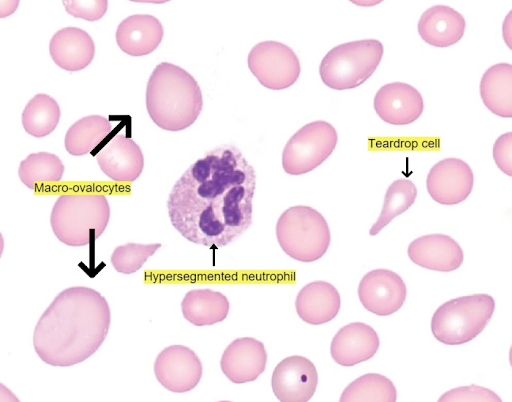 Teardrop cell
Macro-ovalocytes
Hypersegmented neutrophil